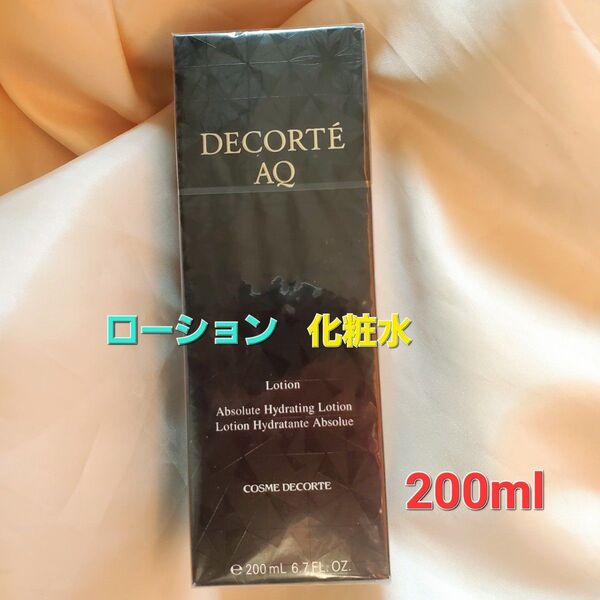 DECORTÉ
AQ
ローション 化粧水
Lotion
Absolute Hydrating Lotion
Lotion Hydratante Absolue
200ml
COSME DECORTE
℮ 200 mL 6.7 FL. OZ.